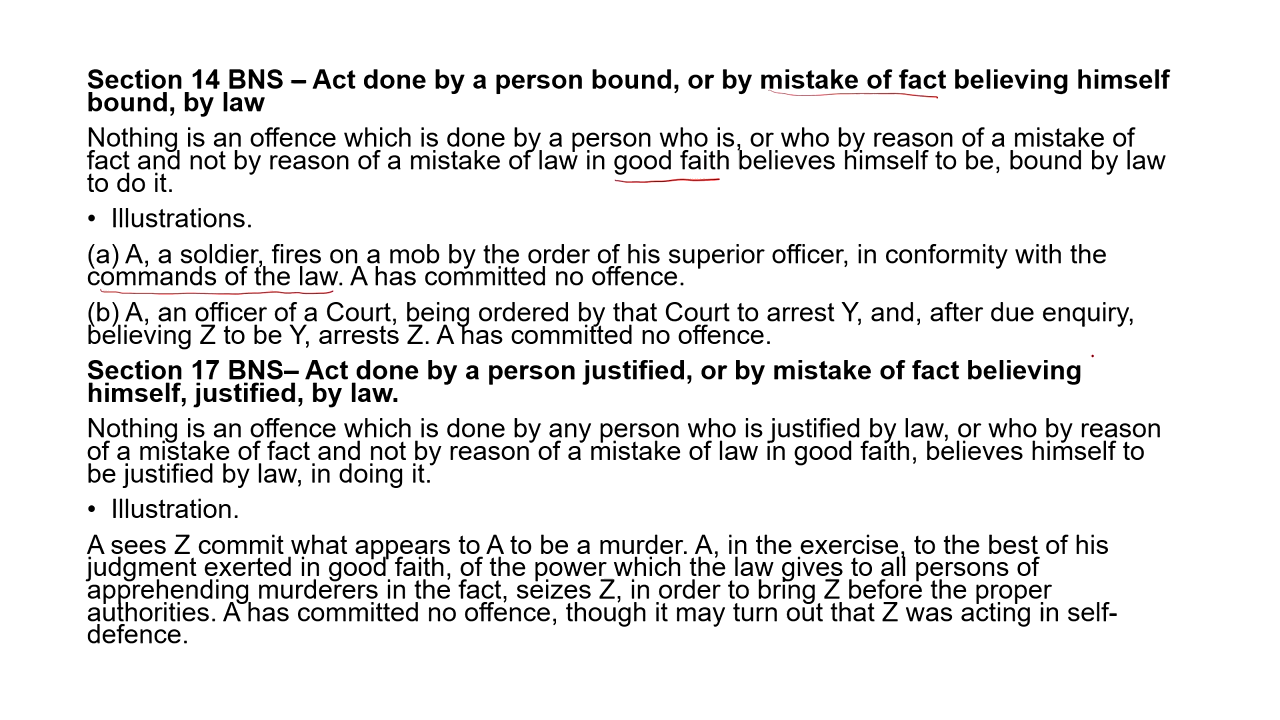 Section 14 BNS – Act done by a person bound, or by mistake of fact believing himself
bound, by law
Nothing is an offence which is done by a person who is, or who by reason of a mistake of
fact and not by reason of a mistake of law in good faith believes himself to be, bound by law
to do it.
• Illustrations.
(a) A, a soldier, fires on a mob by the order of his superior officer, in conformity with the
commands of the law. A has committed no offence.
(b) A, an officer of a Court, being ordered by that Court to arrest Y, and, after due enquiry,
believing Z to be Y, arrests Z. A has committed no offence.
Section 17 BNS– Act done by a person justified, or by mistake of fact believing
himself, justified, by law.
Nothing is an offence which is done by any person who is justified by law, or who by reason
of a mistake of fact and not by reason of a mistake of law in good faith, believes himself to
be justified by law, in doing it.
• Illustration.
A sees Z commit what appears to A to be a murder. A, in the exercise, to the best of his
judgment exerted in good faith, of the power which the law gives to all persons of
apprehending murderers in the fact, seizes Z, in order to bring Z before the proper
authorities. A has committed no offence, though it may turn out that Z was acting in self-
defence.